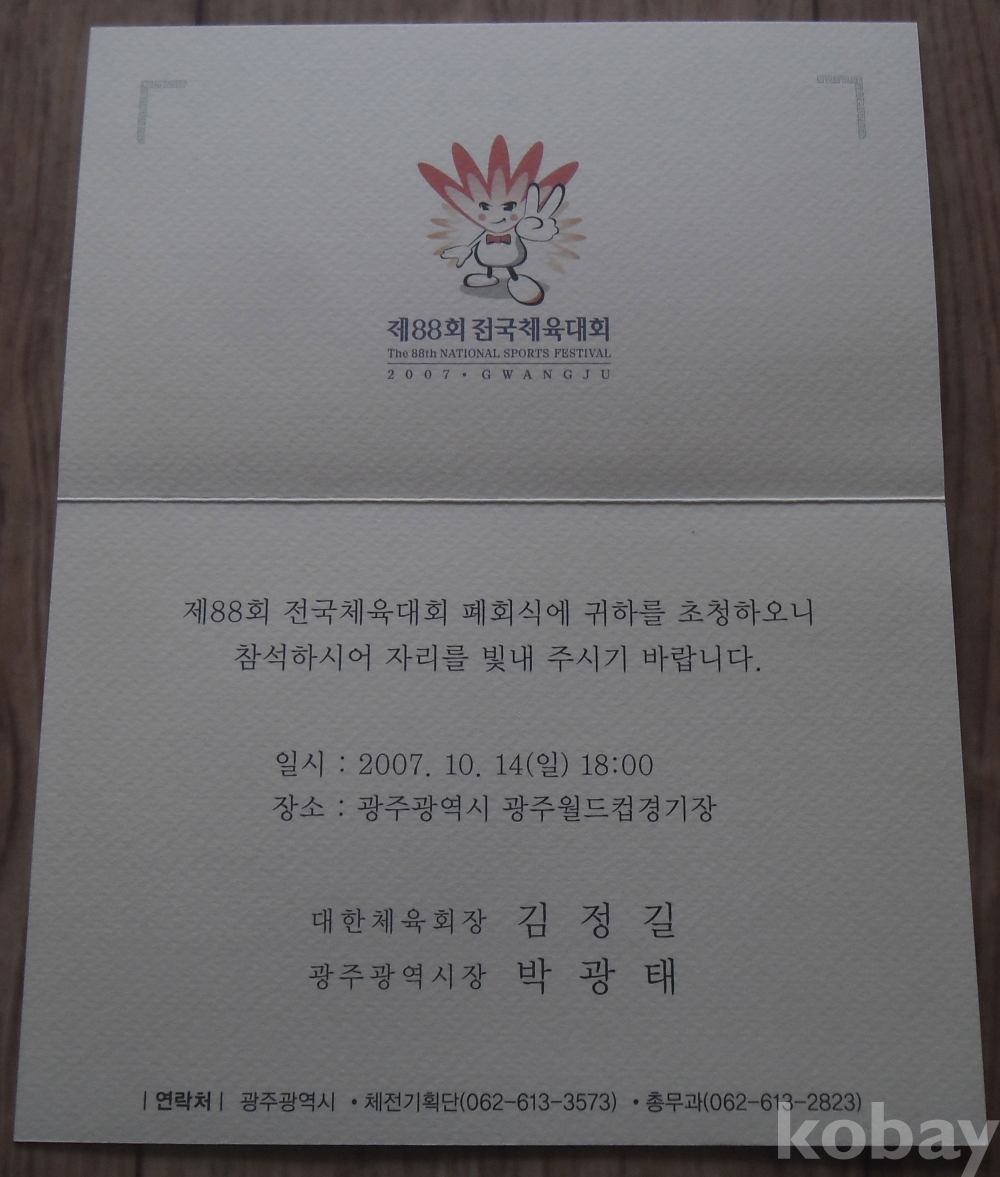 제88회 전국체육대회
The 88th NATIONAL SPORTS FESTIVAL
2007 · GWANGJU
제88회 전국체육대회 폐회식에 귀하를 초청하오니
참석하시어 자리를 빛내 주시기 바랍니다.
일시 : 2007. 10. 14(일) 18:00
장소 : 광주광역시 광주월드컵경기장
대한체육회장 김 정 길
광주광역시장 박 광 태
| 연락처 | 광주광역시 • 체전기획단(062-613-3573) • 총무과(062-613-2823)
kobay